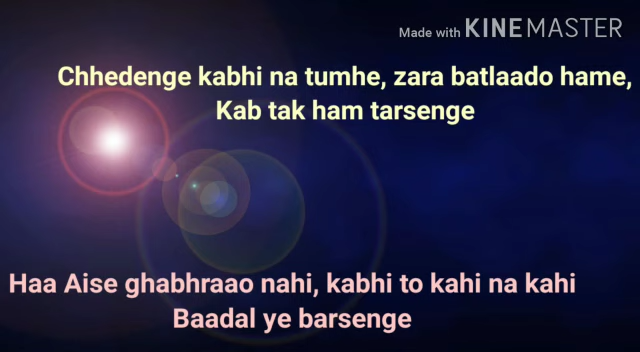 Made with KINEMASTER
Chhedenge kabhi na tumhe, zara batlaado hame,
Kab tak ham tarsenge
Haa Aise ghabhraao nahi, kabhi to kahi na kahi
Baadal ye barsenge